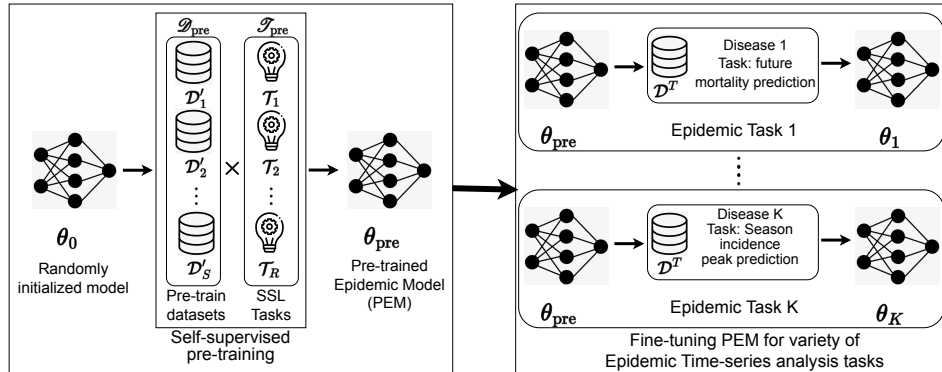 𝒟pre
𝒯pre
𝒟′1
𝒯1
𝒟′2
×
𝒯2
⋮
⋮
𝒟′S
𝒯R
θ0
Randomly
initialized model
Pre-train
datasets
SSL
Tasks
Self-supervised
pre-training
θpre
Pre-trained
Epidemic Model
(PEM)
Disease 1
Task: future
mortality prediction
𝒟T
θpre
Epidemic Task 1
θ1
⋮
⋮
Disease K
Task: Season
incidence
peak prediction
𝒟T
θpre
Epidemic Task K
θK
Fine-tuning PEM for variety of
Epidemic Time-series analysis tasks